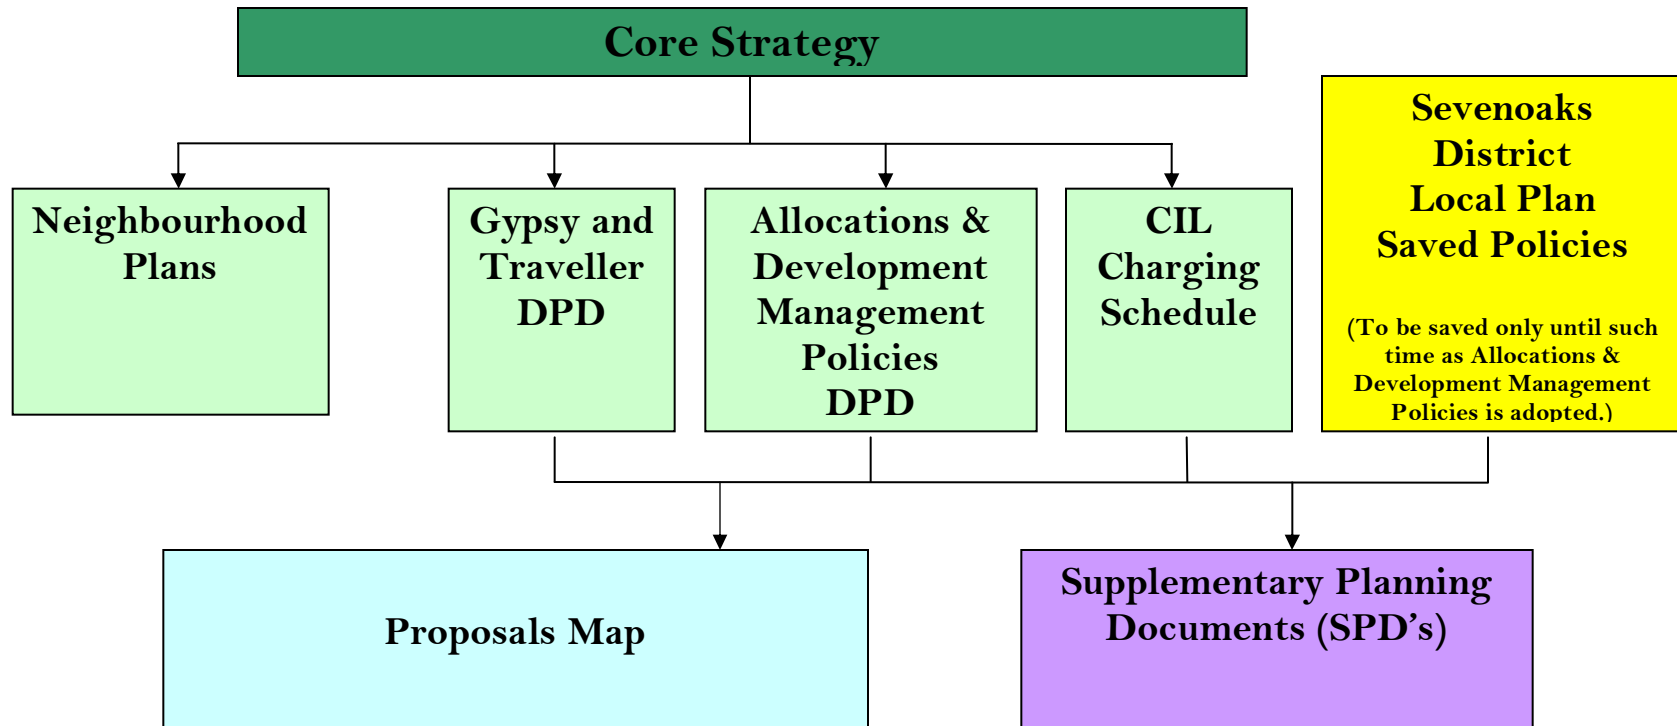 Core Strategy
Neighbourhood
Plans
Gypsy and
Traveller
DPD
Allocations &
Development
Management
Policies
DPD
CIL
Charging
Schedule
Sevenoaks
District
Local Plan
Saved Policies
(To be saved only until such
time as Allocations &
Development Management
Policies is adopted.)
Proposals Map
Supplementary Planning
Documents (SPD’s)